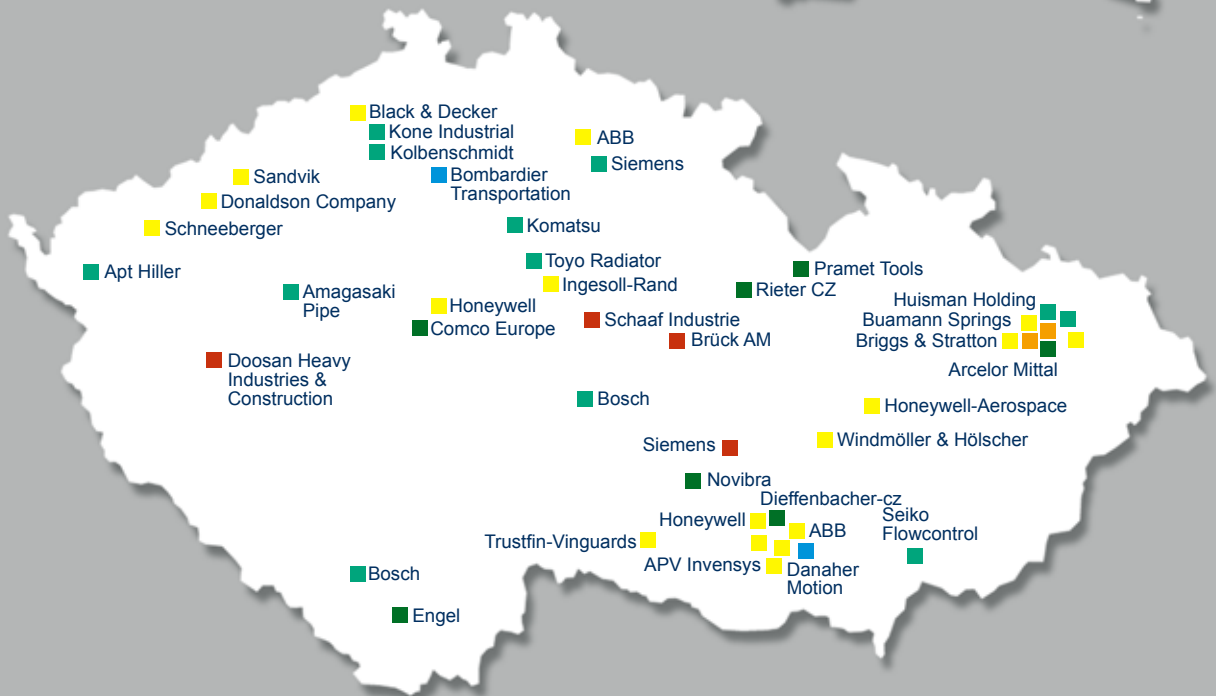 Black & Decker
Kone Industrial
Kolbenschmidt
ABB
Siemens
Sandvik
Bombardier
Transportation
Donaldson Company
Schneeberger
Komatsu
Apt Hiller
Toyo Radiator
Pramet Tools
Ingesoll-Rand
Rieter CZ
Amagasaki
Pipe
Honeywell
Huisman Holding
Comco Europe
Schaaf Industrie
Buamann Springs
Brück AM
Briggs & Stratton
Doosan Heavy
Industries &
Construction
Arcelor Mittal
Bosch
Honeywell-Aerospace
Siemens
Windmöller & Hölscher
Novibra
Dieffenbacher-cz
Honeywell
ABB
Seiko
Flowcontrol
Trustfin-Vinguards
APV Invensys
Danaher
Motion
Bosch
Engel